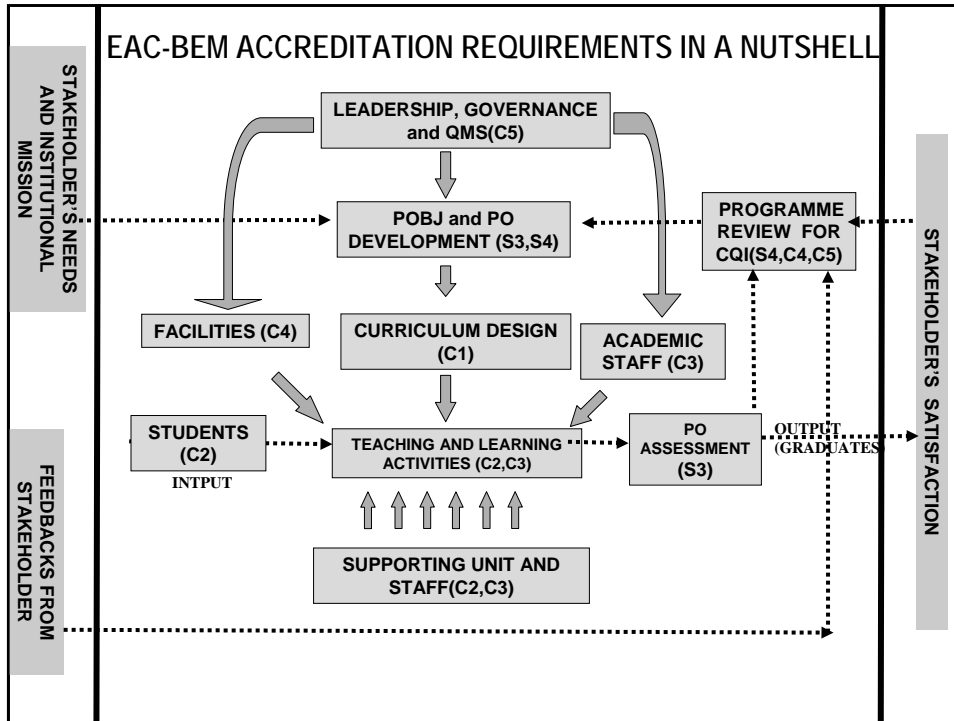 EAC-BEM ACCREDITATION REQUIREMENTS IN A NUTSHELL
STAKEHOLDER'S NEEDS
AND INSTITUTIONAL
MISSION
LEADERSHIP, GOVERNANCE
and QMS(C5)
POBJ and PO
DEVELOPMENT (S3,S4)
PROGRAMME
REVIEW FOR
CQI(S4,C4,C5)
STAKEHOLDER'S SATISFACTION
FACILITIES (C4)
CURRICULUM DESIGN
(C1)
ACADEMIC
STAFF (C3)
STUDENTS
(C2)
INTPUT
TEACHING AND LEARNING
ACTIVITIES (C2,C3)
PO
ASSESSMENT
(S3)
OUTPUT
(GRADUATES)
FEEDBACKS FROM
STAKEHOLDER
SUPPORTING UNIT AND
STAFF(C2,C3)